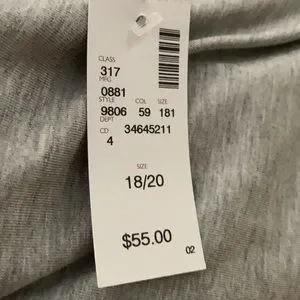 CLASS
317
MFG
0881
STYLE COL SIZE
9806 59 181
DEPT
34645211
CD
4
SIZE
18/20
$55.00
02